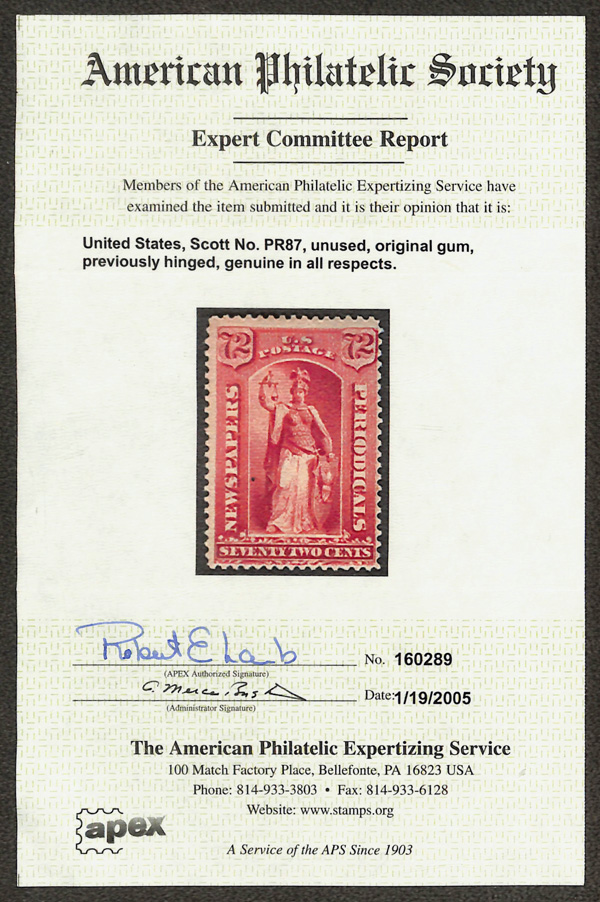 American Philatelic Society
Expert Committee Report
Members of the American Philatelic Expertizing Service have
examined the item submitted and it is their opinion that it is:
United States, Scott No. PR87, unused, original gum,
previously hinged, genuine in all respects.
72 U.S. 72
POSTAGE
NEWSPAPERS
PERIODICALS
SEVENTY TWO CENTS
Robert E Lamb
No. 160289
(APEX Authorized Signature)
Date: 1/19/2005
(Administrator Signature)
The American Philatelic Expertizing Service
100 Match Factory Place, Bellefonte, PA 16823 USA
Phone: 814-933-3803 • Fax: 814-933-6128
Website: www.stamps.org
apex
A Service of the APS Since 1903